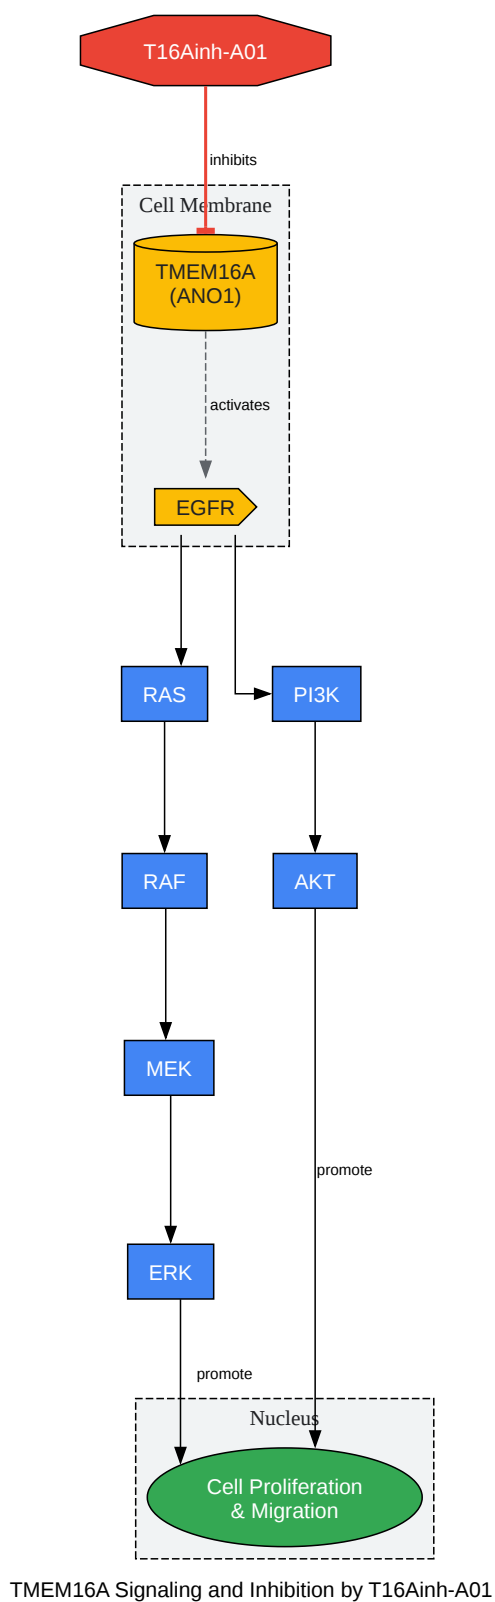 T16Ainh-A01
inhibits
Cell Membrane
TMEM16A
(ANO1)
activates
EGFR
RAS
PI3K
RAF
AKT
MEK
promote
ERK
promote
Nucleus
Cell Proliferation
& Migration
TMEM16A Signaling and Inhibition by T16Ainh-A01